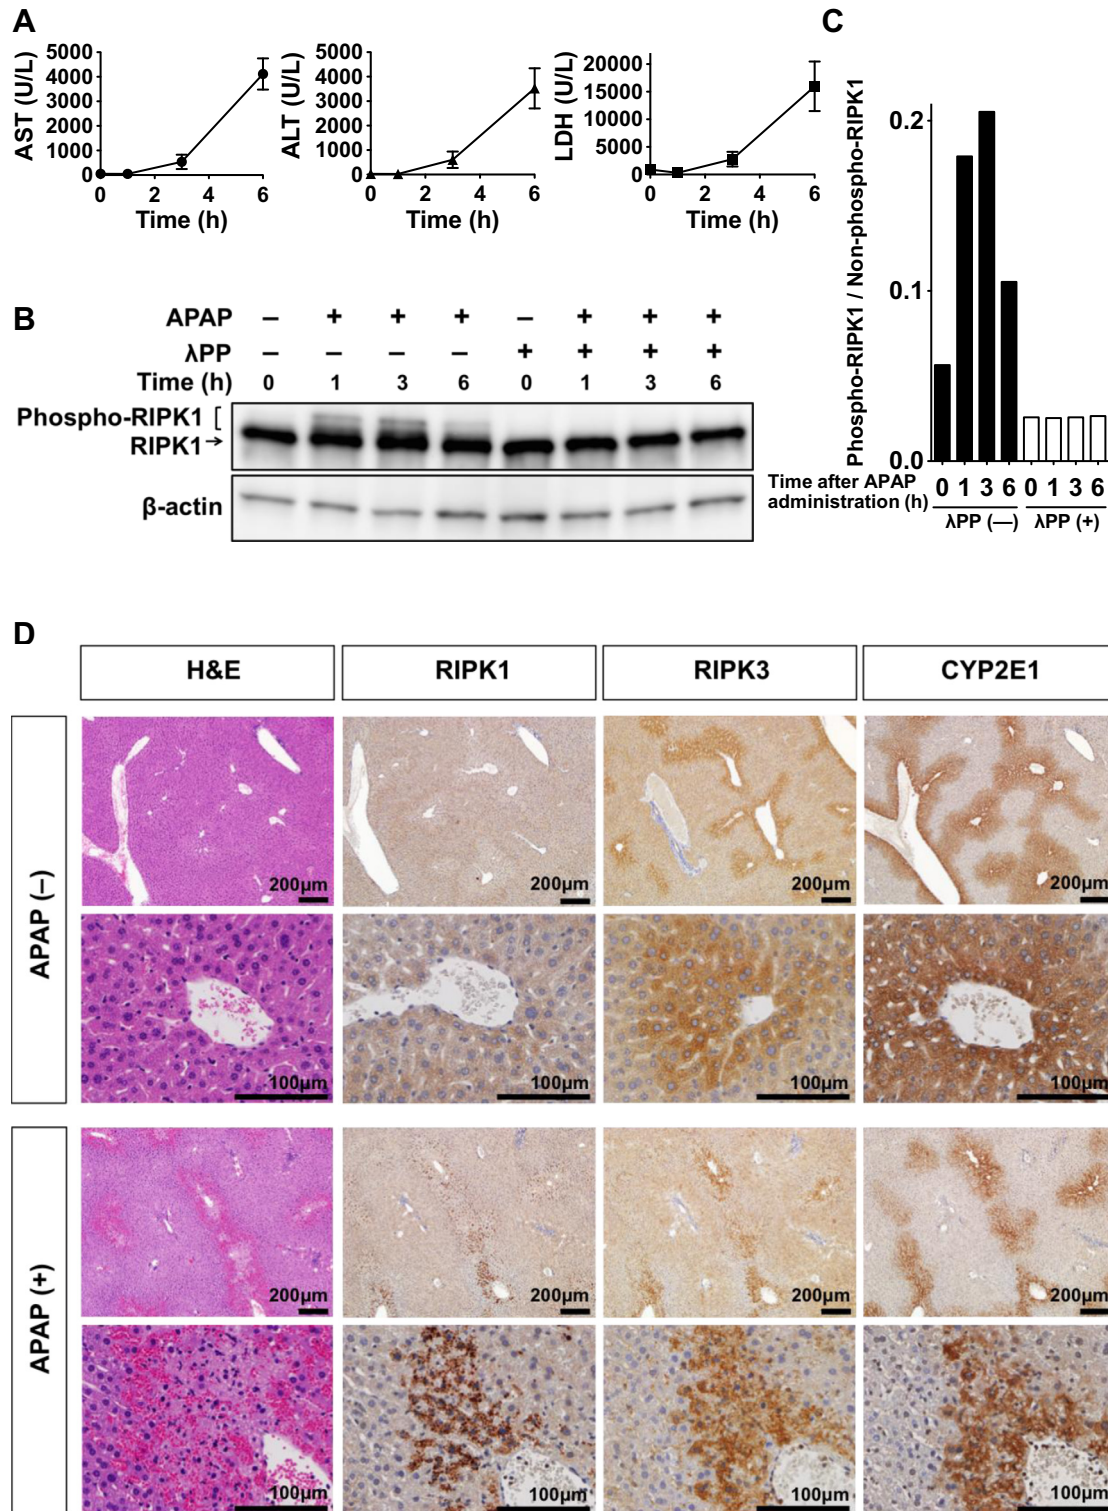 A
AST (U/L)
5000
4000
3000
2000
1000
0
0 2 4 6
Time (h)
ALT (U/L)
5000
4000
3000
2000
1000
0
0 2 4 6
Time (h)
LDH (U/L)
20000
15000
10000
5000
0
0 2 4 6
Time (h)
C
Phospho-RIPK1 / Non-phospho-RIPK1
0.2
0.1
0.0
Time after APAP
administration (h)
0 1 3 6 0 1 3 6
λPP (—) λPP (+)
B
APAP – + + + – + + +
λPP – – – – + + + +
Time (h) 0 1 3 6 0 1 3 6
Phospho-RIPK1
RIPK1→
β-actin
D
H&E RIPK1 RIPK3 CYP2E1
APAP (–)
200μm 200μm 200μm 200μm
100μm 100μm 100μm 100μm
APAP (+)
200μm 200μm 200μm 200μm
100μm 100μm 100μm 100μm